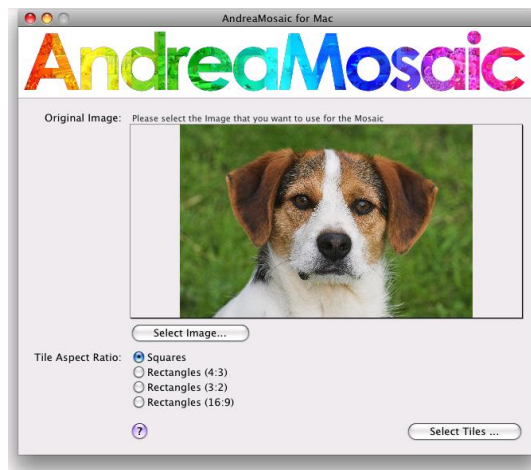 AndreaMosaic for Mac
AndreaMosaic
Original Image: Please select the Image that you want to use for the Mosaic
Select Image...
Tile Aspect Ratio: Squares
Rectangles (4:3)
Rectangles (3:2)
Rectangles (16:9)
? Select Tiles ...